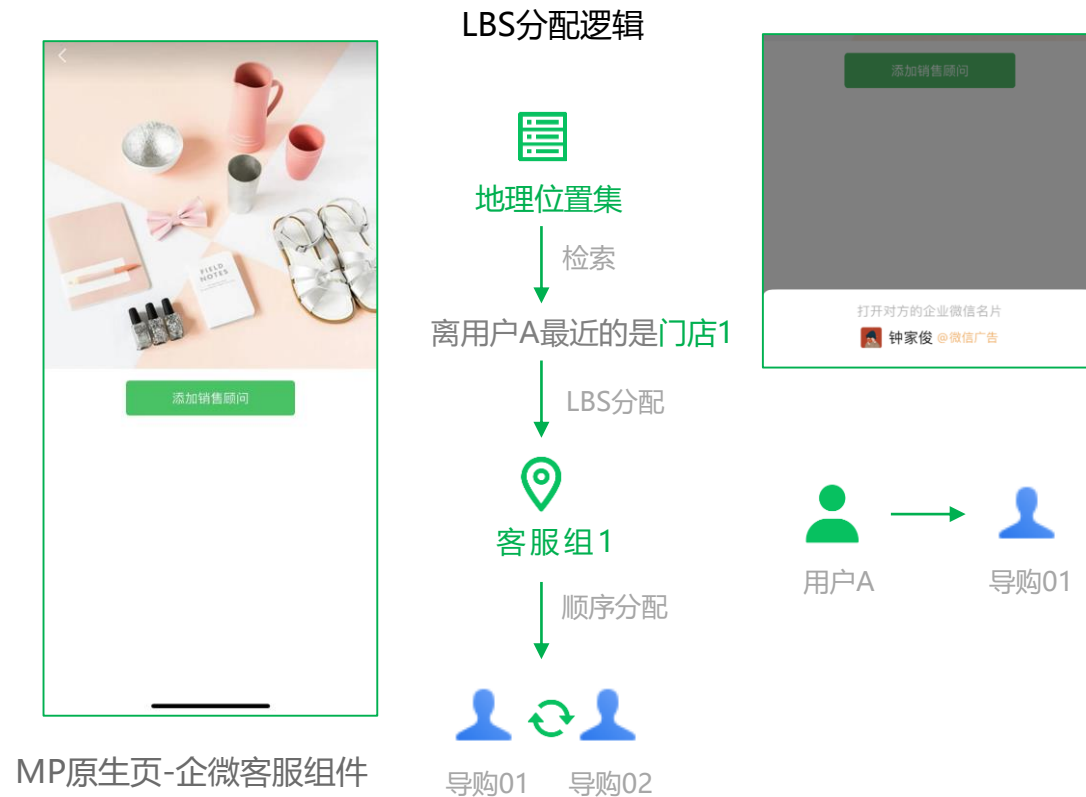 LBS分配逻辑
FIELD
NOTES
添加销售顾问
MP原生页-企微客服组件
地理位置集
检索
离用户A最近的是门店1
LBS分配
客服组1
顺序分配
导购01
导购02
添加销售顾问
打开对方的企业微信名片
钟家俊 @微信广告
用户A
导购01